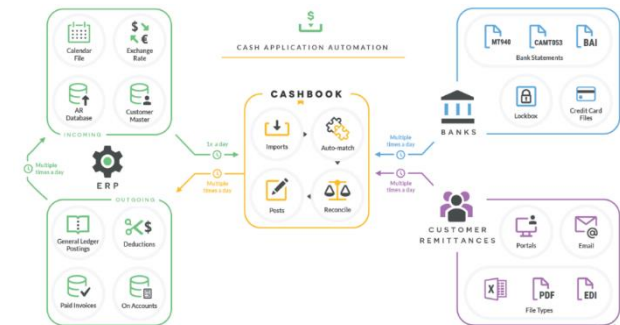 $
CASH APPLICATION AUTOMATION
Calendar
File
$
€
Exchange
Rate
AR
Database
Customer
Master
INCOMING
Multiple
times a day
ERP
OUTGOING
General Ledger
Postings
$
Deductions
Paid Invoices
On Accounts
1x a day
Multiple
times a day
CASHBOOK
Imports
Auto-match
Posts
Reconcile
Multiple
times a day
Multiple
times a day
BANKS
MT940
CAMT053
BAI
Bank Statements
Lockbox
Credit Card
Files
CUSTOMER
REMITTANCES
Portals
@
Email
X
PDF
EDI
File Types